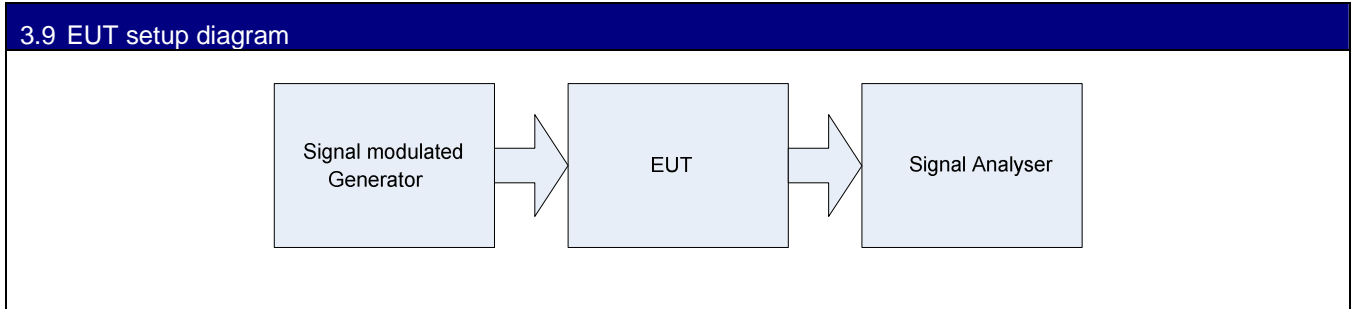 3.9 EUT setup diagram
Signal modulated
Generator
EUT
Signal Analyser